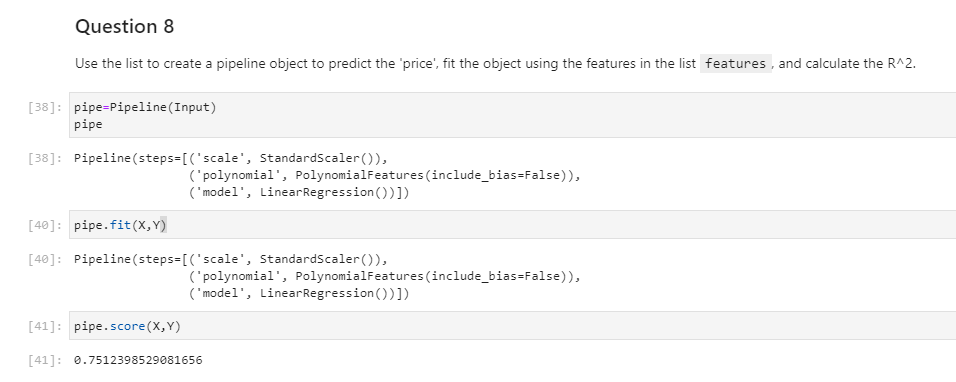 Question 8
Use the list to create a pipeline object to predict the 'price', fit the object using the features in the list features , and calculate the R^2.
[38]: pipe=Pipeline(Input)
pipe
[38]: Pipeline(steps=[('scale', StandardScaler()),
('polynomial', PolynomialFeatures(include_bias=False)),
('model', LinearRegression())])
[40]: pipe.fit(X,Y)
[40]: Pipeline(steps=[('scale', StandardScaler()),
('polynomial', PolynomialFeatures(include_bias=False)),
('model', LinearRegression())])
[41]: pipe.score(X,Y)
[41]: 0.7512398529081656